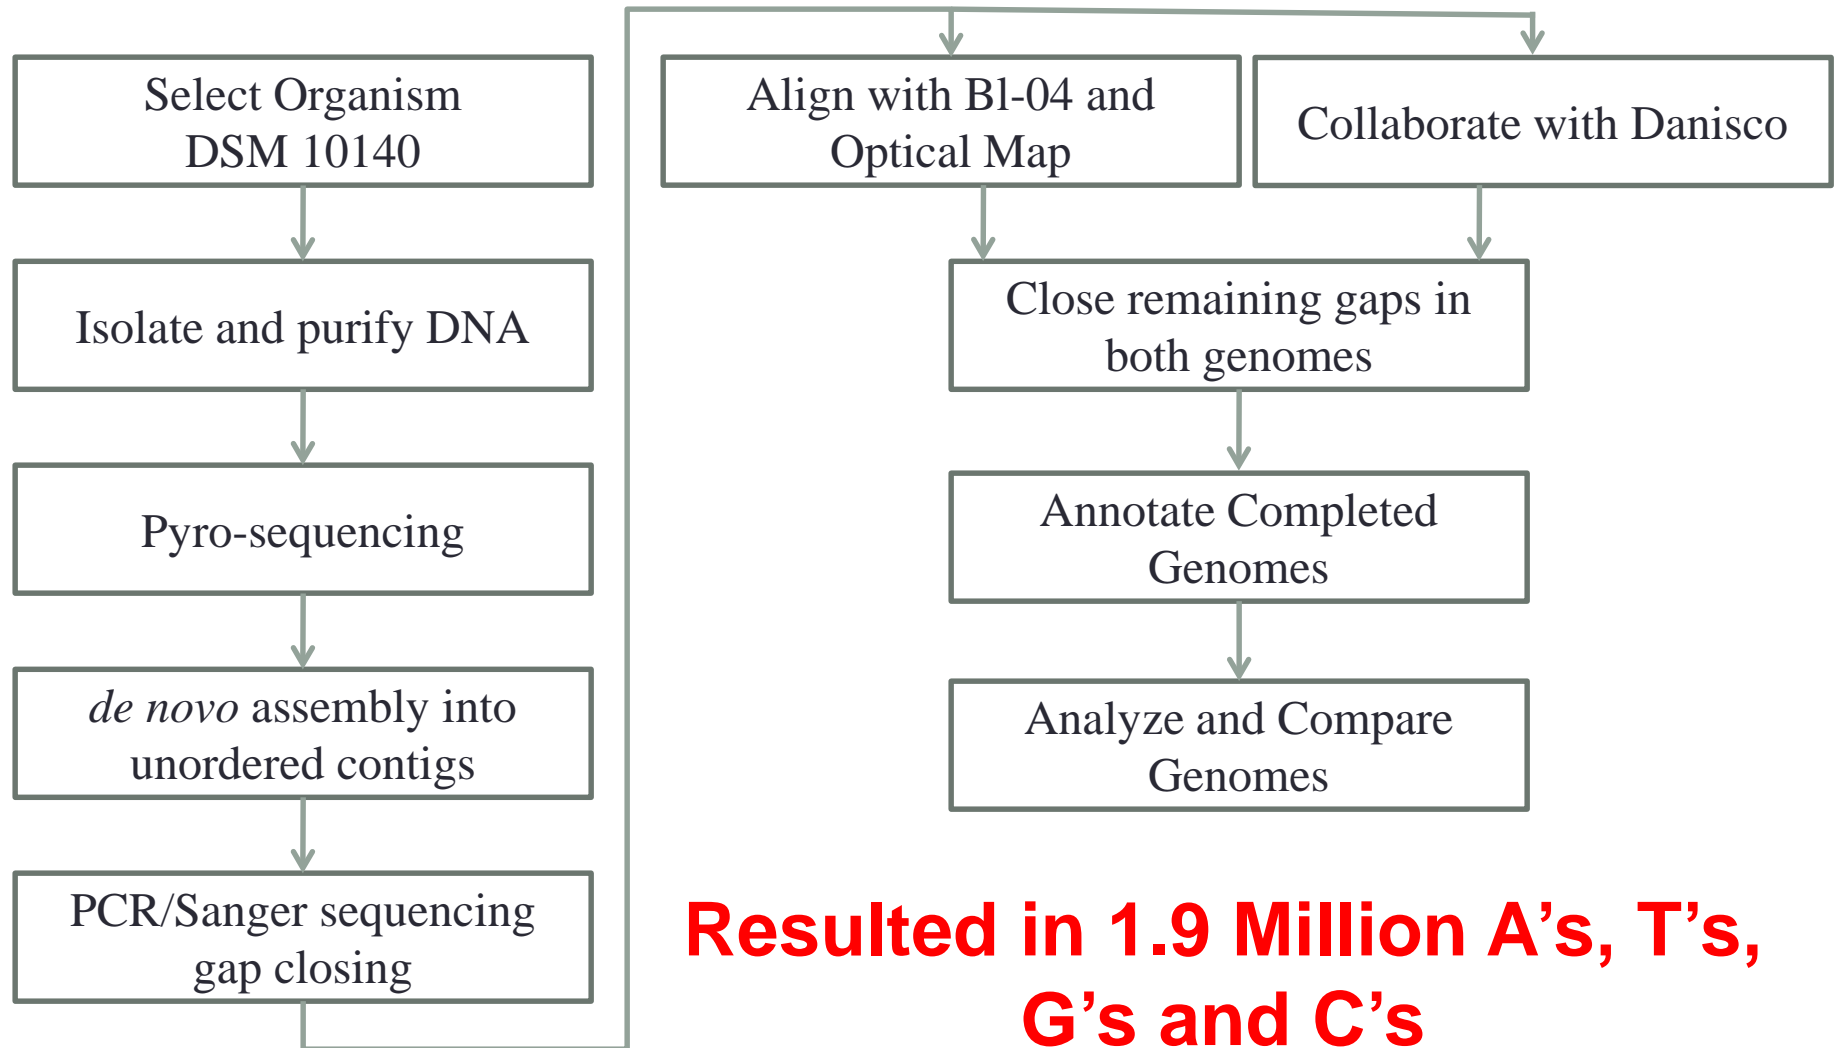 Select Organism
DSM 10140
Isolate and purify DNA
Pyro-sequencing
de novo assembly into
unordered contigs
PCR/Sanger sequencing
gap closing
Align with Bl-04 and
Optical Map
Collaborate with Danisco
Close remaining gaps in
both genomes
Annotate Completed
Genomes
Analyze and Compare
Genomes
Resulted in 1.9 Million A’s, T’s,
G’s and C’s